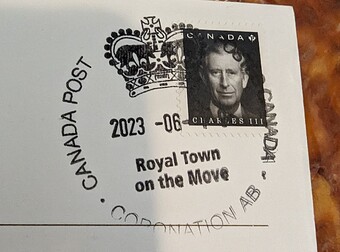 CANADA
CANADA POST
CANADA
2023 -06
CHARLES III
Royal Town
on the Move
CORONATION AB